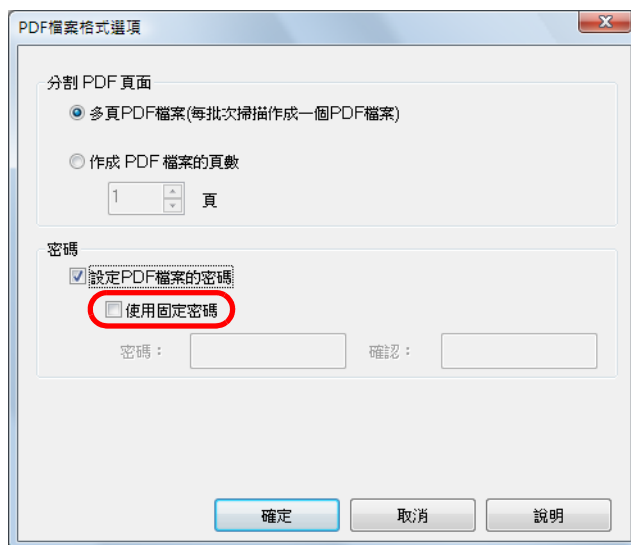 PDF檔案格式選項
分割 PDF 頁面
多頁PDF檔案(每批次掃描作成一個PDF檔案)
作成 PDF 檔案的頁數
1 頁
密碼
設定PDF檔案的密碼
使用固定密碼
密碼： 確認：
確定 取消 說明